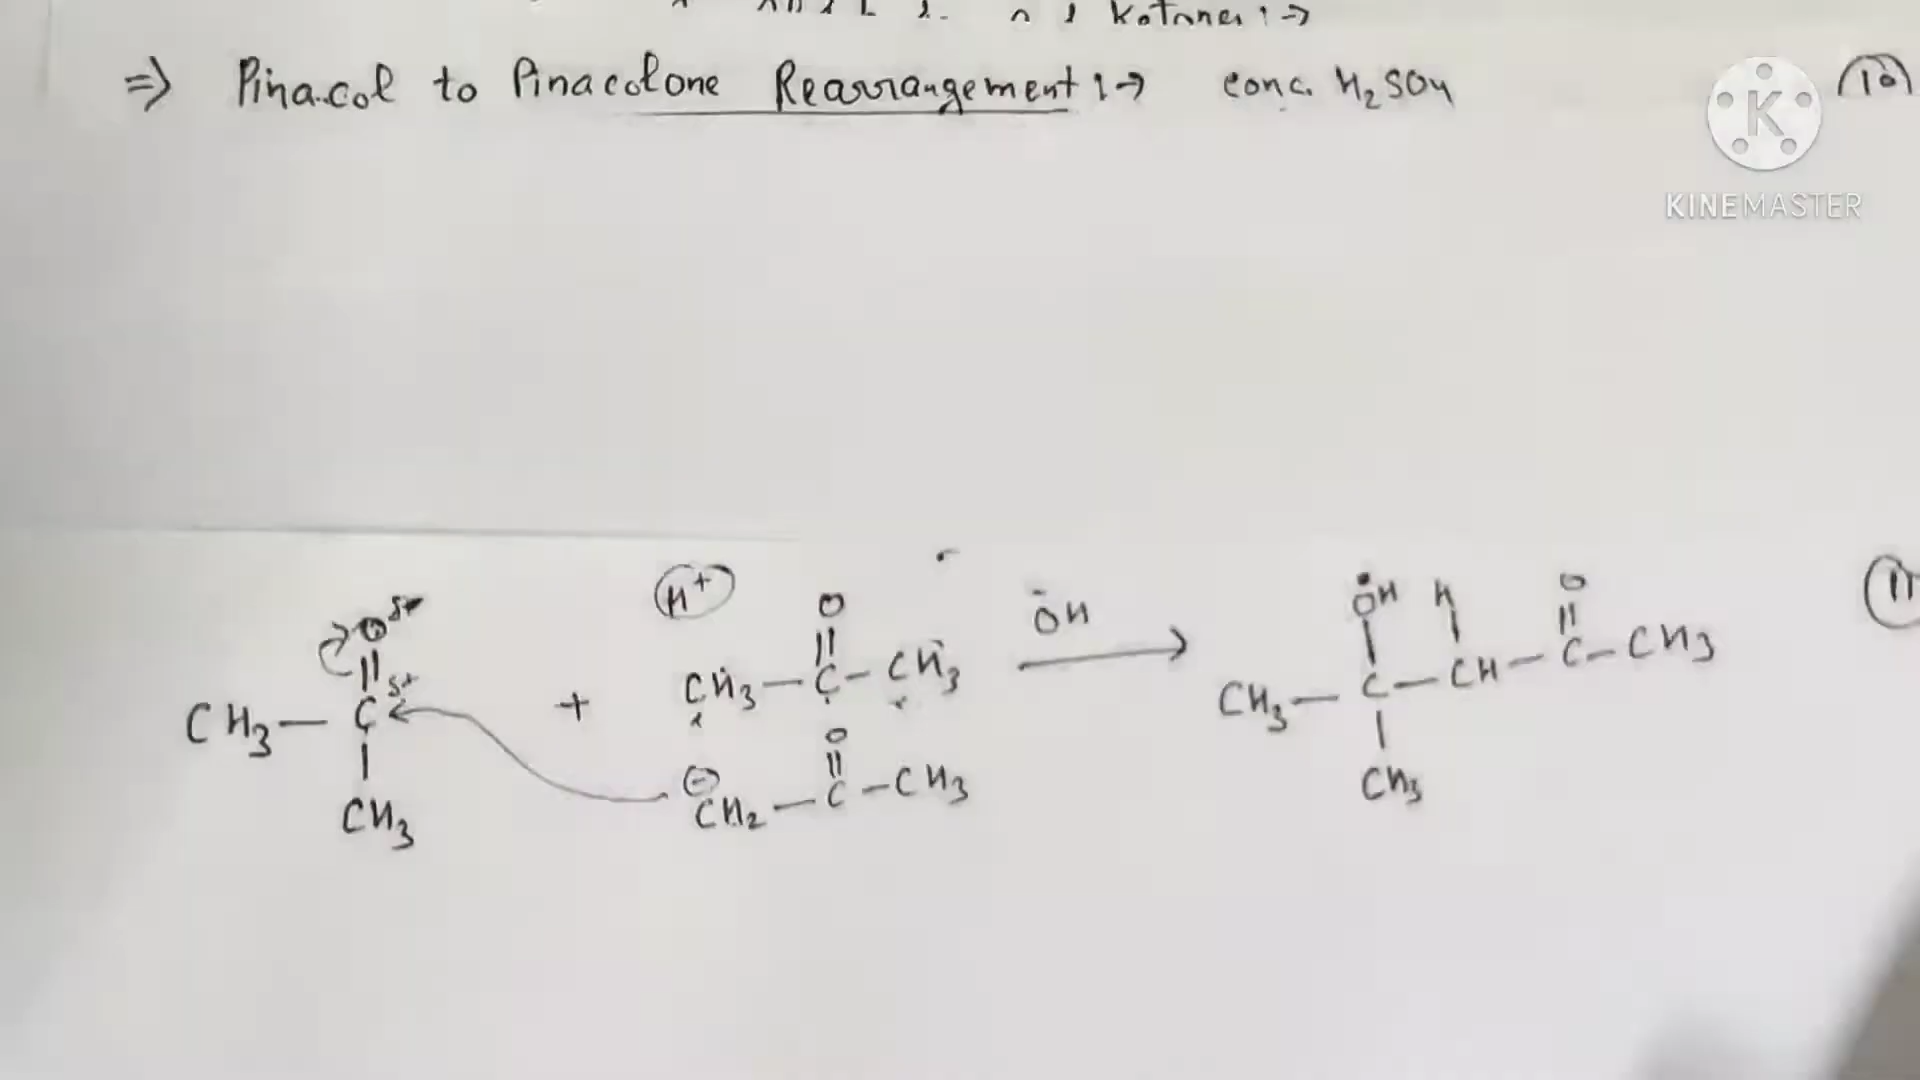 Ketones :→
⇒ Pinacol to Pinacolone Rearrangement :→ conc. H2SO4 10
KINEMASTER
H+ O O ŌH OH H O 11
CH3 — C + CH3 — C — CH3 → CH3 — C — CH — C — CH3
O
CH3 ⊖CH2 — C — CH3 CH3